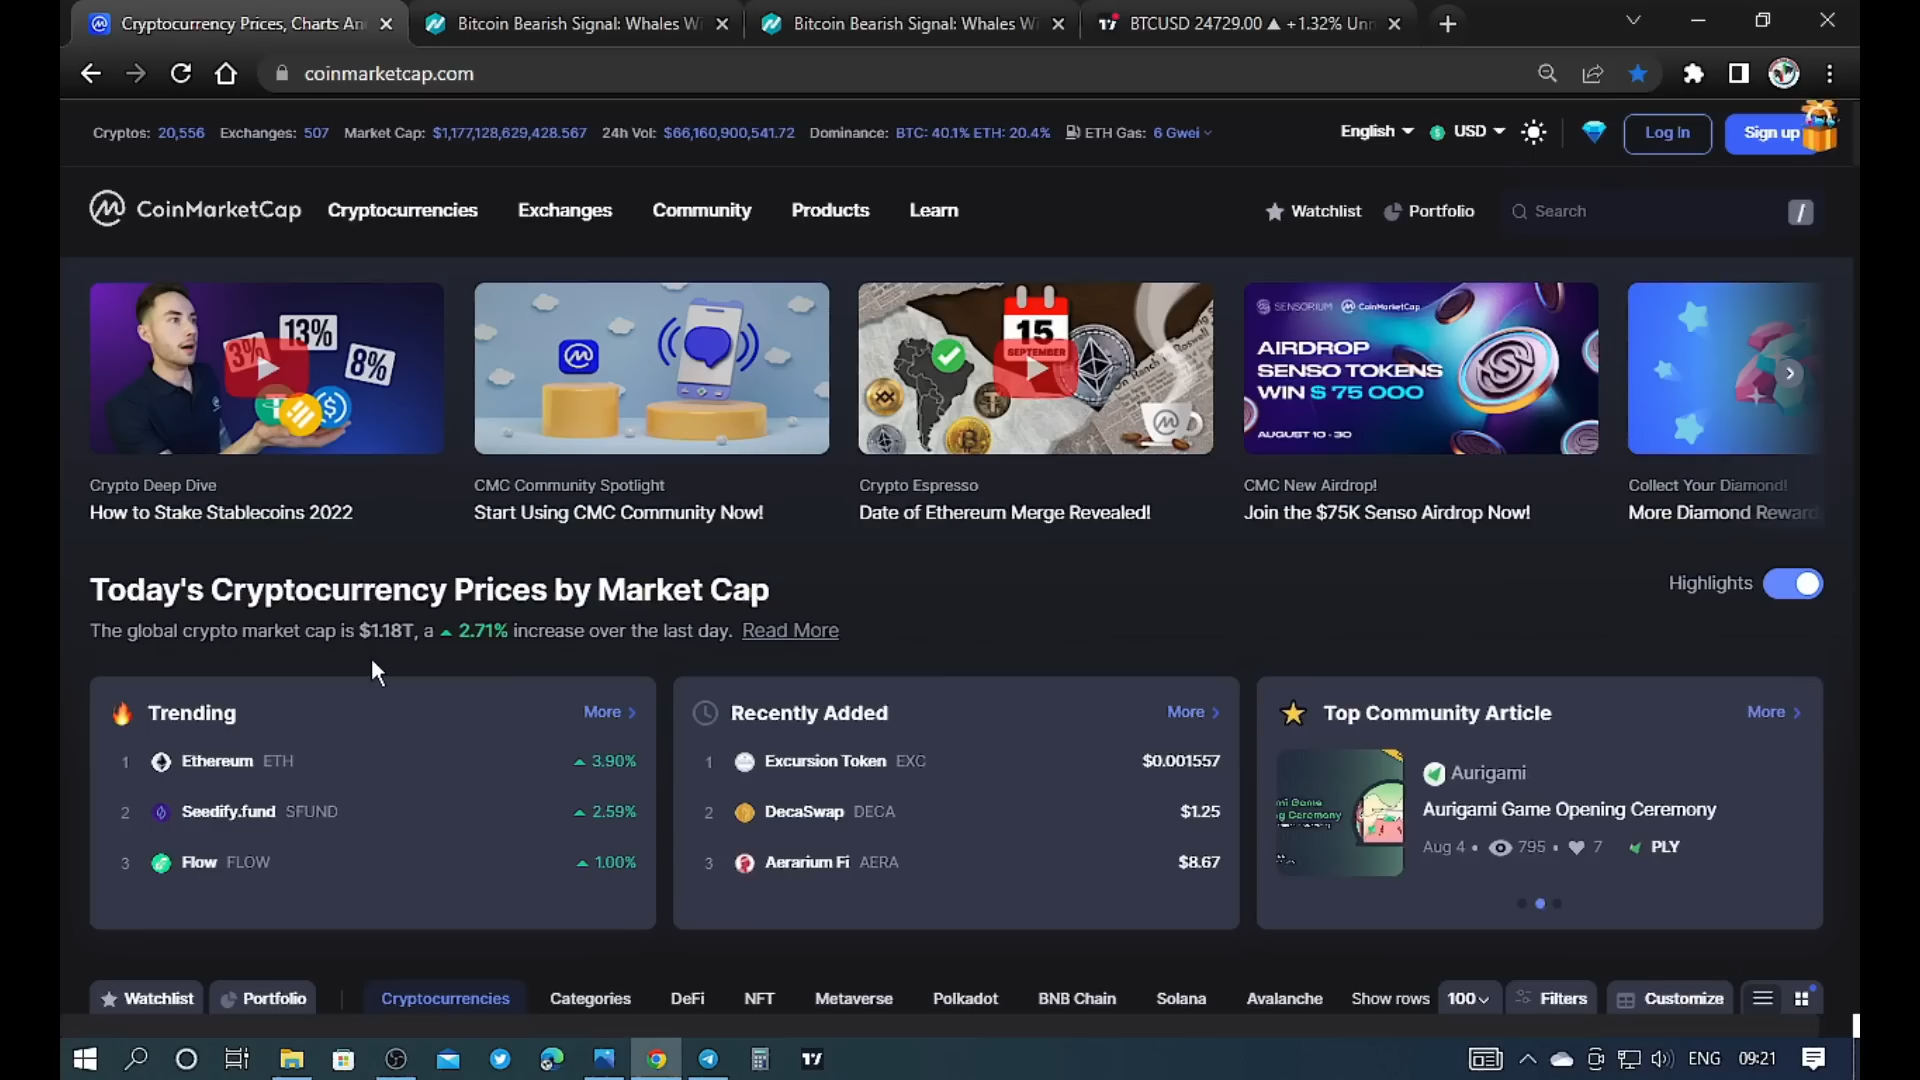 Cryptocurrency Prices, Charts An
Bitcoin Bearish Signal: Whales Wi
Bitcoin Bearish Signal: Whales Wi
BTCUSD 24729.00 ▲ +1.32% Unn
coinmarketcap.com
Cryptos: 20,556 Exchanges: 507 Market Cap: $1,177,128,629,428.567 24h Vol: $66,160,900,541.72 Dominance: BTC: 40.1% ETH: 20.4% ETH Gas: 6 Gwei
English USD Log In Sign up
CoinMarketCap Cryptocurrencies Exchanges Community Products Learn
Watchlist Portfolio Search /
3% 13% 8%
15
SEPTEMBER
SENSORIUM CoinMarketCap
AIRDROP
SENSO TOKENS
WIN $ 75 000
AUGUST 10 - 30
Crypto Deep Dive
How to Stake Stablecoins 2022
CMC Community Spotlight
Start Using CMC Community Now!
Crypto Espresso
Date of Ethereum Merge Revealed!
CMC New Airdrop!
Join the $75K Senso Airdrop Now!
Collect Your Diamond!
More Diamond Reward
Today's Cryptocurrency Prices by Market Cap
Highlights
The global crypto market cap is $1.18T, a ▲ 2.71% increase over the last day. Read More
Trending More
1 Ethereum ETH 3.90%
2 Seedify.fund SFUND 2.59%
3 Flow FLOW 1.00%
Recently Added More
1 Excursion Token EXC $0.001557
2 DecaSwap DECA $1.25
3 Aerarium Fi AERA $8.67
Top Community Article More
Aurigami
Aurigami Game Opening Ceremony
Aug 4 • 795 • 7 PLY
Watchlist Portfolio Cryptocurrencies Categories DeFi NFT Metaverse Polkadot BNB Chain Solana Avalanche Show rows 100 Filters Customize
ENG 09:21